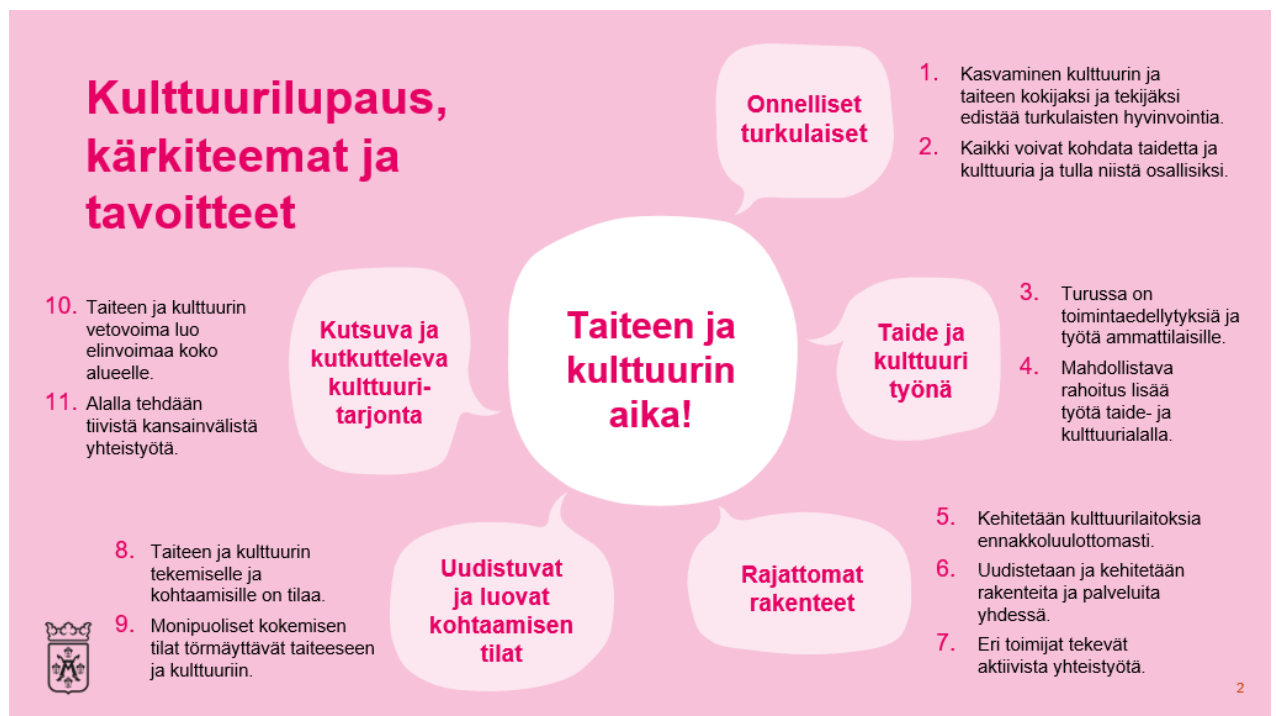 Kulttuurilupaus,
kärkiteemat ja
tavoitteet
Onnelliset
turkulaiset
1. Kasvaminen kulttuurin ja
taiteen kokijaksi ja tekijäksi
edistää turkulaisten hyvinvointia.
2. Kaikki voivat kohdata taidetta ja
kulttuuria ja tulla niistä osallisiksi.
Taiteen ja
kulttuurin
aika!
Taide ja
kulttuuri
työnä
3. Turussa on
toimintaedellytyksiä ja
työtä ammattilaisille.
4. Mahdollistava
rahoitus lisää
työtä taide- ja
kulttuurialalla.
Rajattomat
rakenteet
5. Kehitetään kulttuurilaitoksia
ennakkoluulottomasti.
6. Uudistetaan ja kehitetään
rakenteita ja palveluita
yhdessä.
7. Eri toimijat tekevät
aktiivista yhteistyötä.
Uudistuvat
ja luovat
kohtaamisen
tilat
8. Taiteen ja kulttuurin
tekemiselle ja
kohtaamisille on tilaa.
9. Monipuoliset kokemisen
tilat törmäyttävät taiteeseen
ja kulttuuriin.
Kutsuva ja
kutkutteleva
kulttuuri-
tarjonta
10. Taiteen ja kulttuurin
vetovoima luo
elinvoimaa koko
alueelle.
11. Alalla tehdään
tiivistä kansainvälistä
yhteistyötä.
2